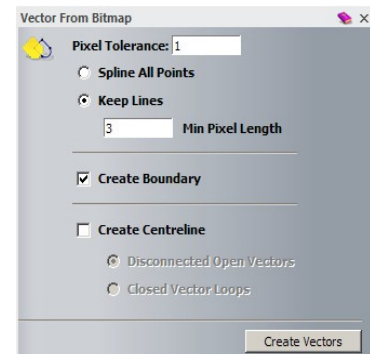 Vector From Bitmap
Pixel Tolerance: 1
Spline All Points
Keep Lines
3 Min Pixel Length
Create Boundary
Create Centreline
Disconnected Open Vectors
Closed Vector Loops
Create Vectors